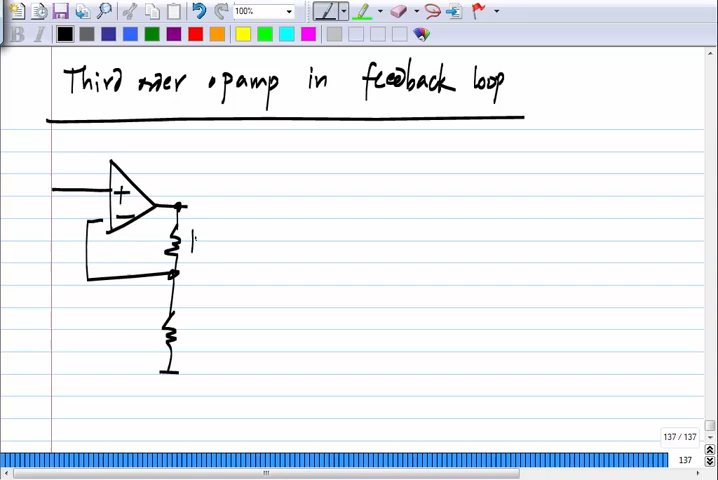 100%
B I
Third order opamp in feedback loop
+
−
137 / 137
137